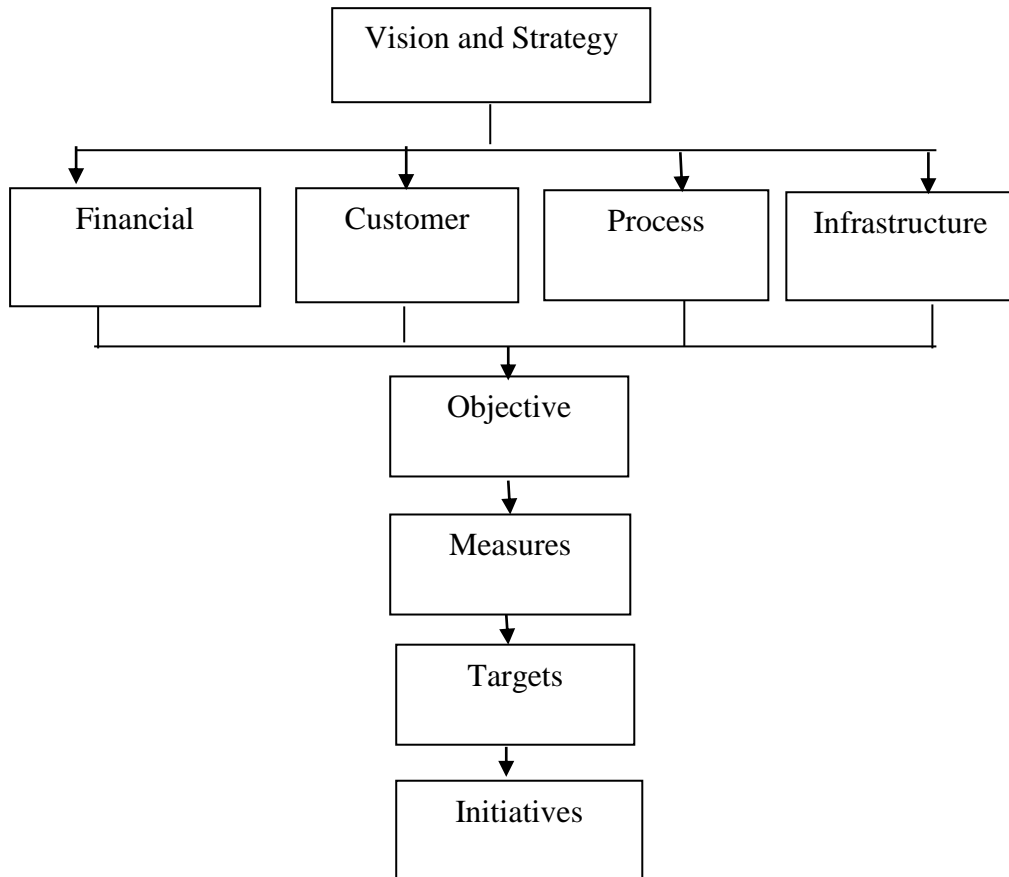 Vision and Strategy
Financial
Customer
Process
Infrastructure
Objective
Measures
Targets
Initiatives